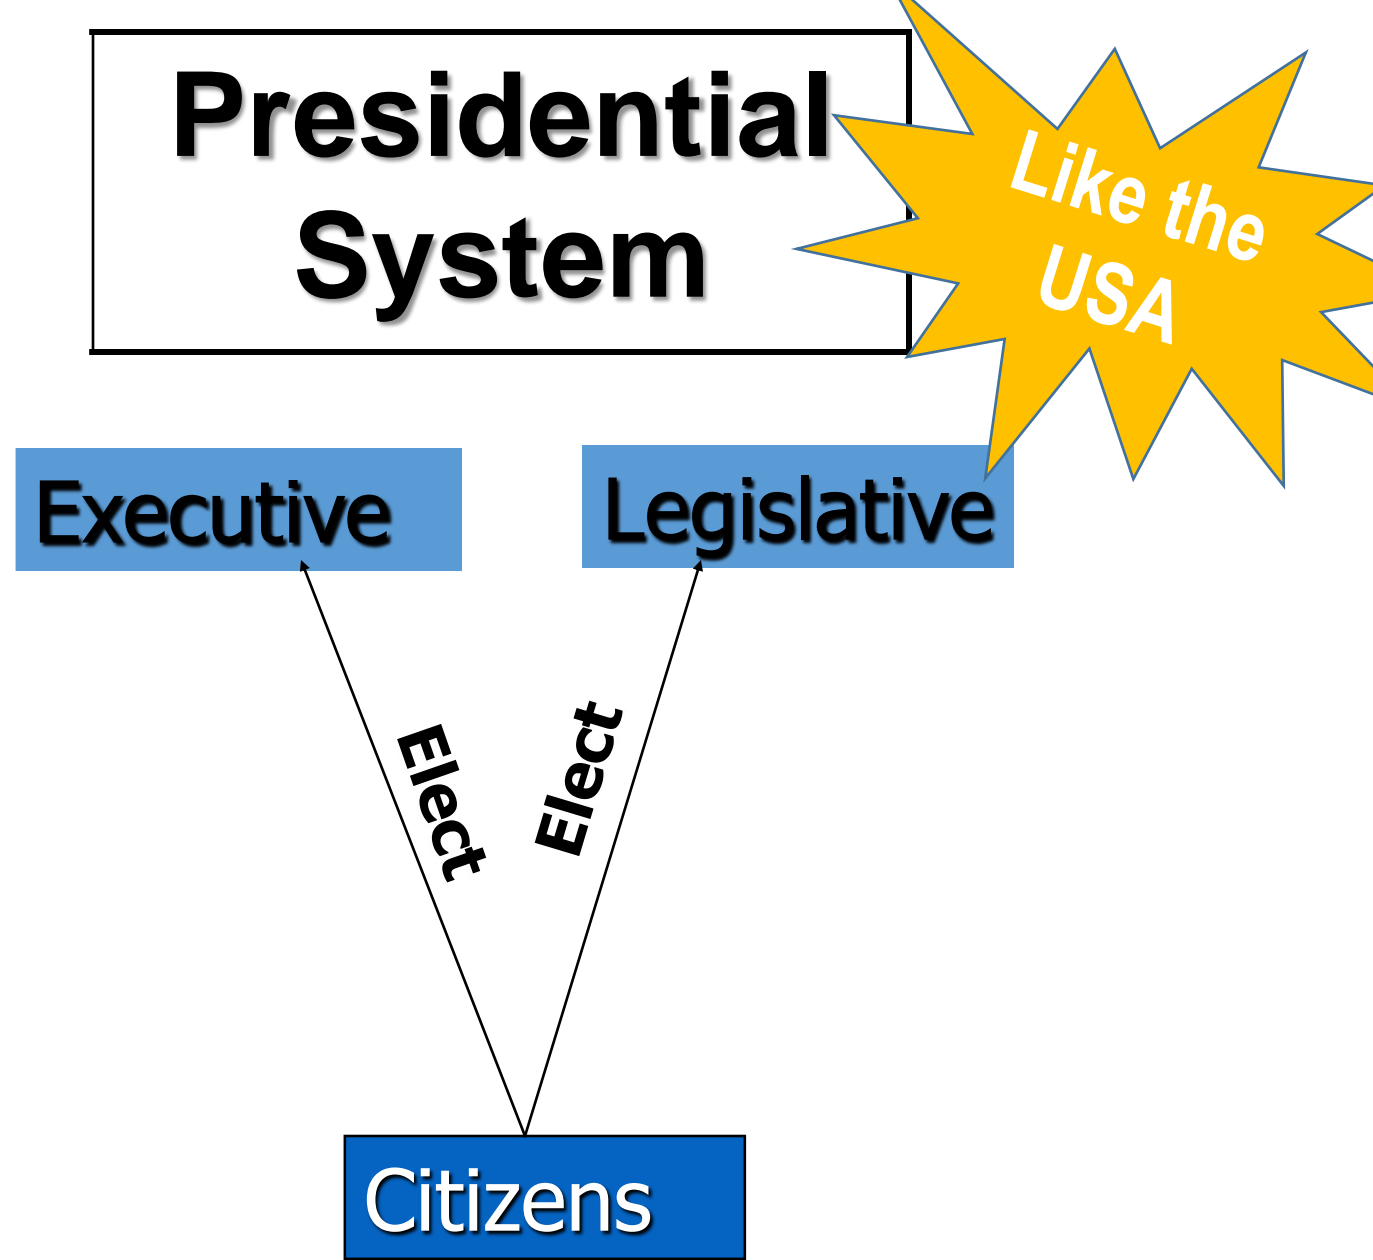 Presidential
System
Like the
USA
Executive
Legislative
Elect
Elect
Citizens